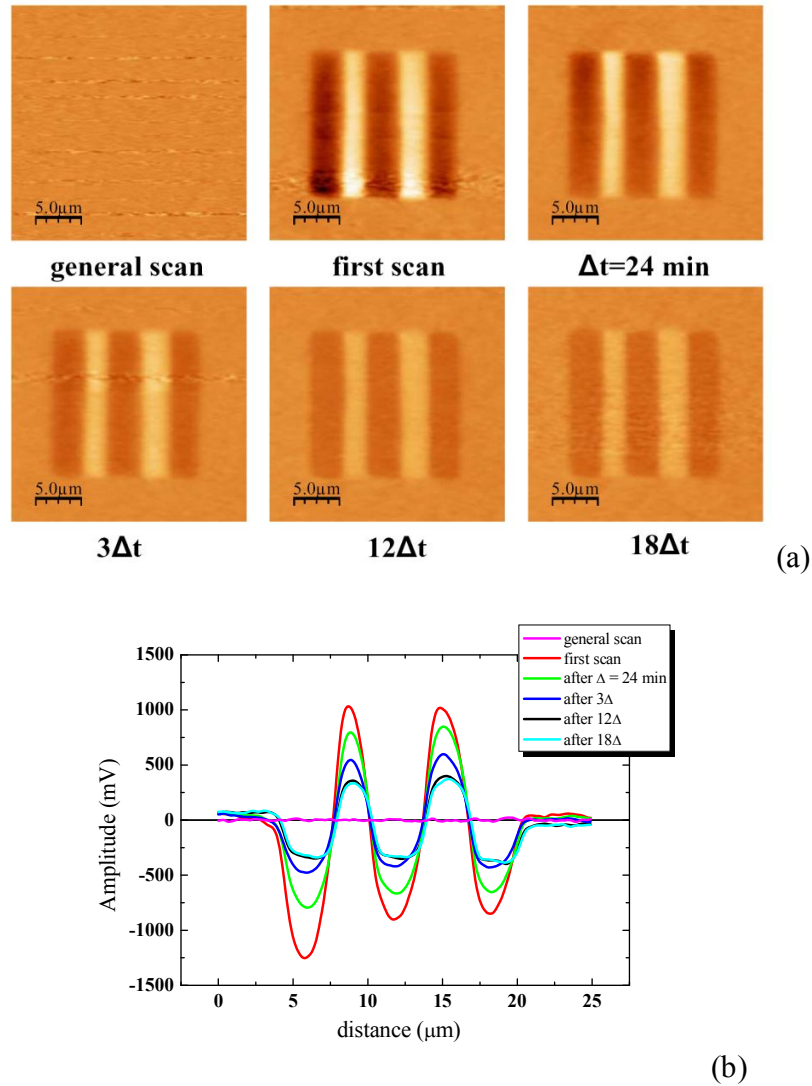 5.0μm
5.0μm
5.0μm
general scan
first scan
Δt=24 min
5.0μm
5.0μm
5.0μm
3Δt
12Δt
18Δt
(a)
general scan
first scan
after Δ = 24 min
after 3Δ
after 12Δ
after 18Δ
1500
1000
500
0
-500
-1000
-1500
Amplitude (mV)
0 5 10 15 20 25
distance (μm)
(b)